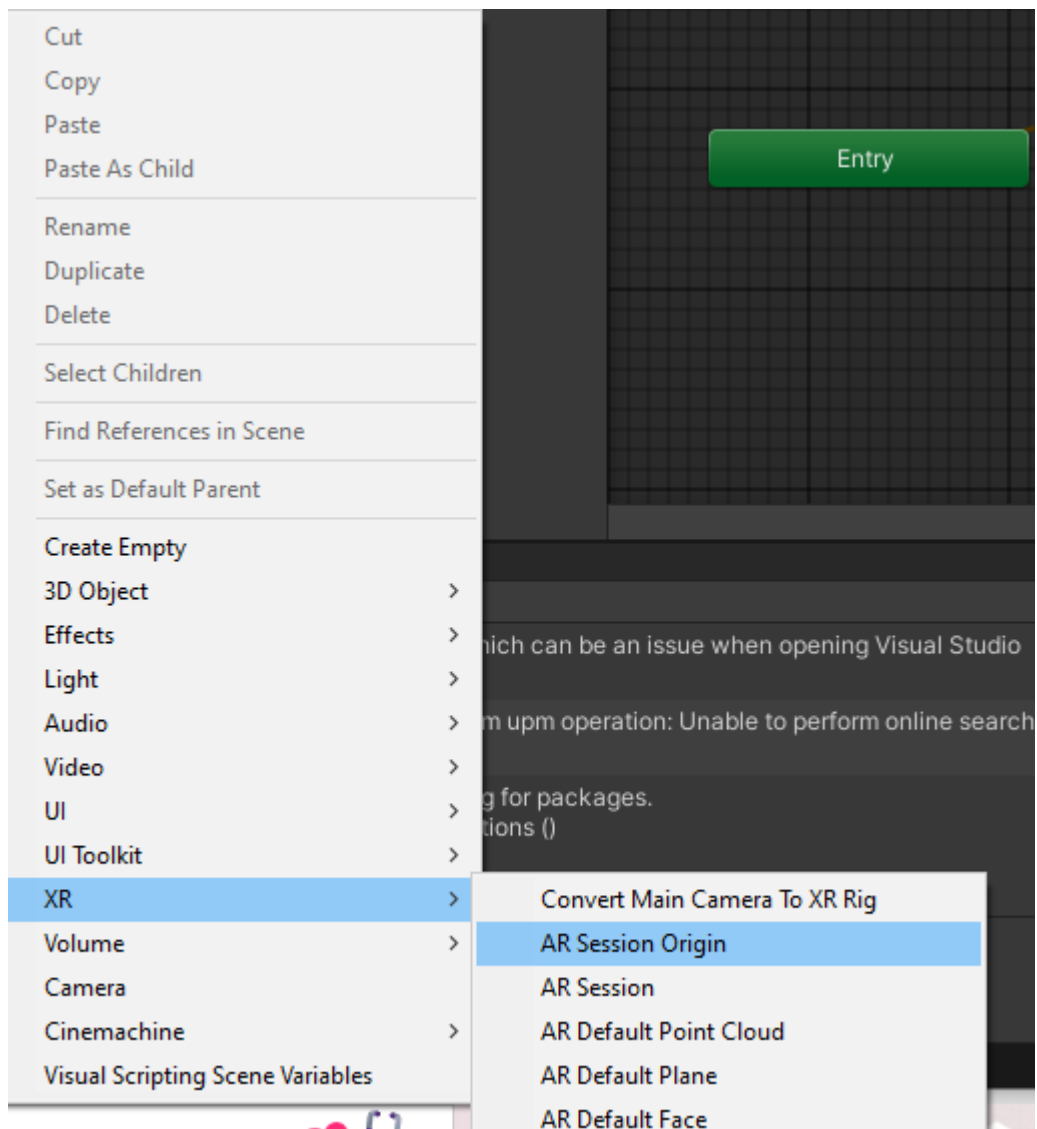 Cut
Copy
Paste
Paste As Child
Rename
Duplicate
Delete
Select Children
Find References in Scene
Set as Default Parent
Create Empty
3D Object
Effects
Light
Audio
Video
UI
UI Toolkit
XR
Volume
Camera
Cinemachine
Visual Scripting Scene Variables
Entry
can be an issue when opening Visual Studio
upm operation: Unable to perform online search
for packages.
()
Convert Main Camera To XR Rig
AR Session Origin
AR Session
AR Default Point Cloud
AR Default Plane
AR Default Face